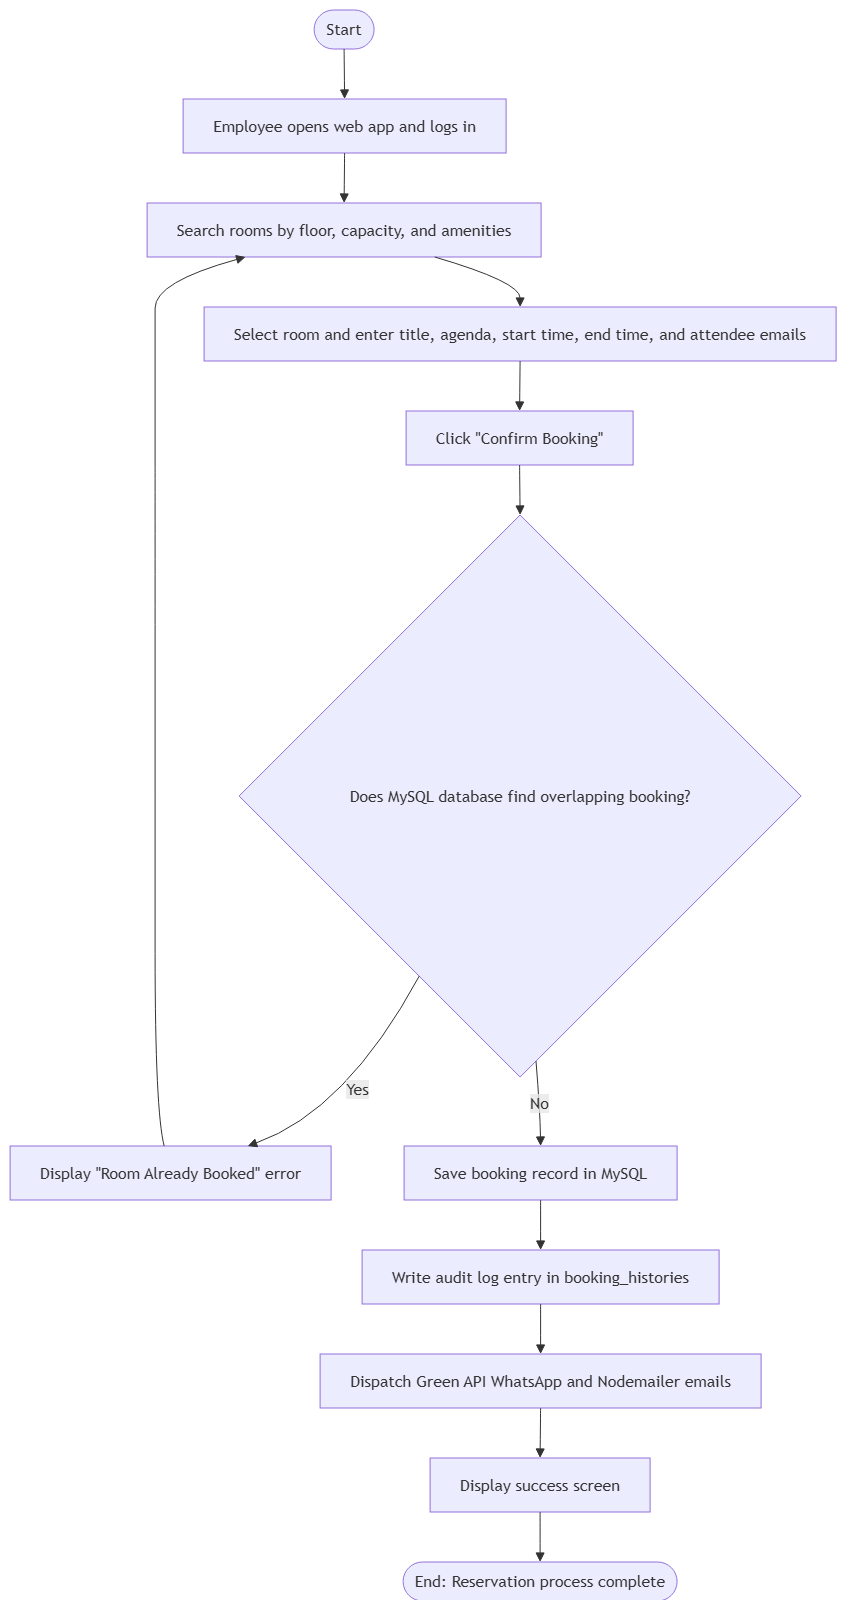 Start
Employee opens web app and logs in
Search rooms by floor, capacity, and amenities
Select room and enter title, agenda, start time, end time, and attendee emails
Click "Confirm Booking"
Does MySQL database find overlapping booking?
Yes
No
Display "Room Already Booked" error
Save booking record in MySQL
Write audit log entry in booking_histories
Dispatch Green API WhatsApp and Nodemailer emails
Display success screen
End: Reservation process complete